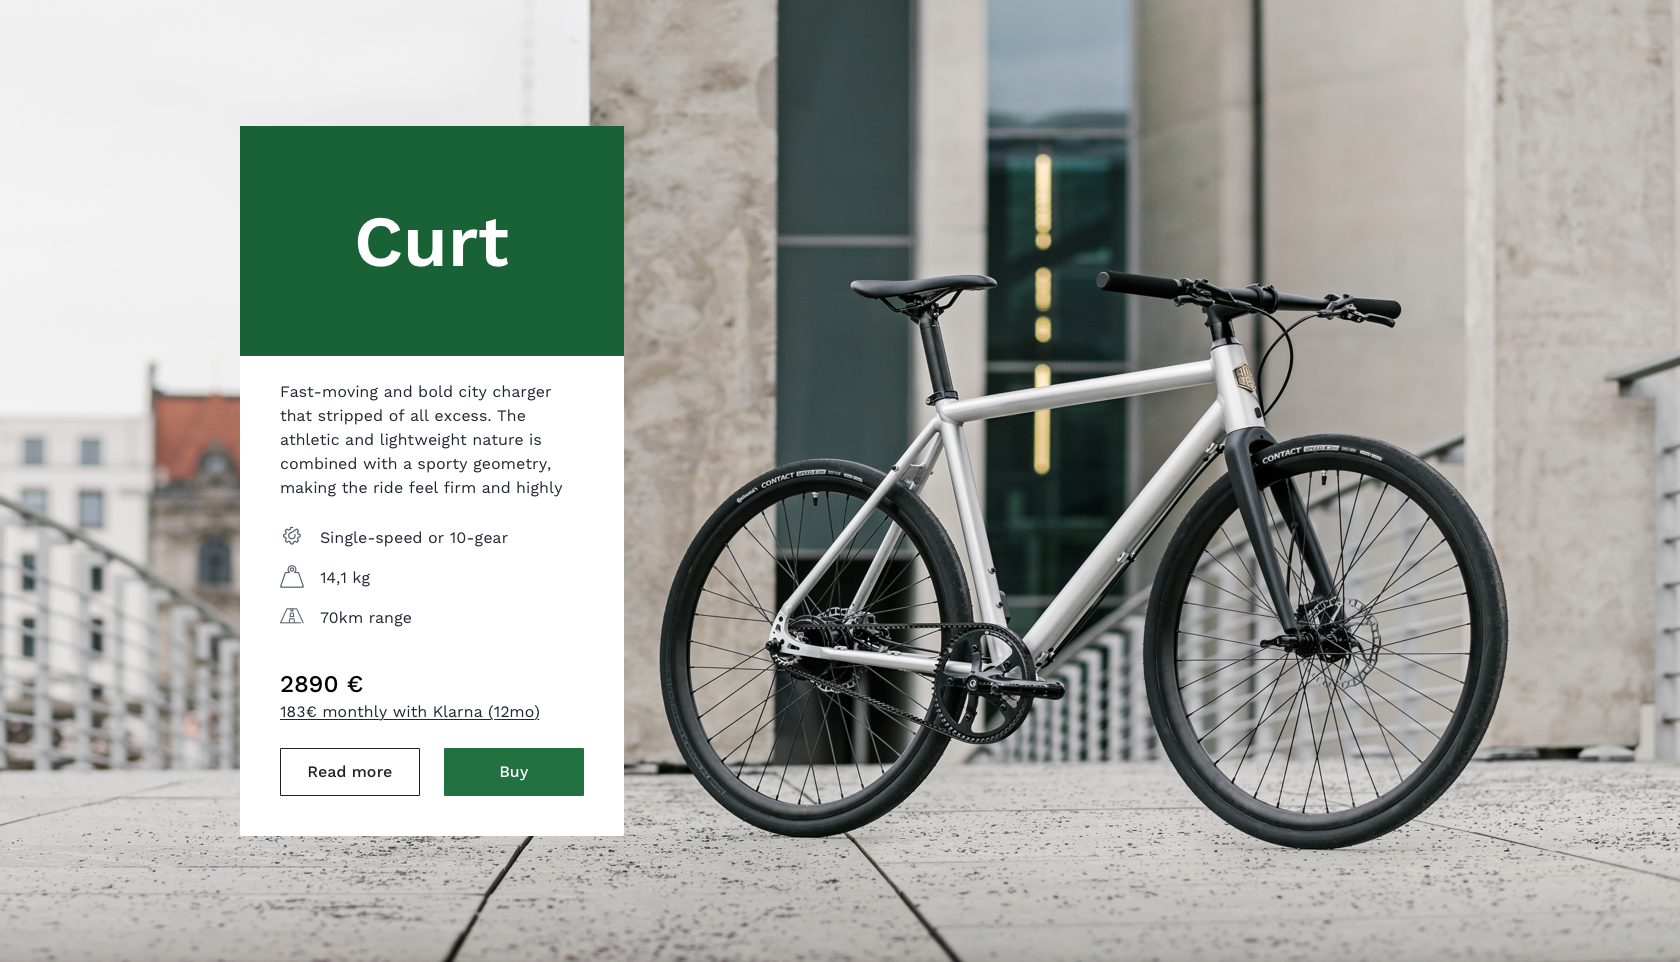 Curt
Fast-moving and bold city charger
that stripped of all excess. The
athletic and lightweight nature is
combined with a sporty geometry,
making the ride feel firm and highly
Single-speed or 10-gear
14,1 kg
70km range
2890 €
183€ monthly with Klarna (12mo)
Read more
Buy
CONTACT SPEED
CONTACT SPEED